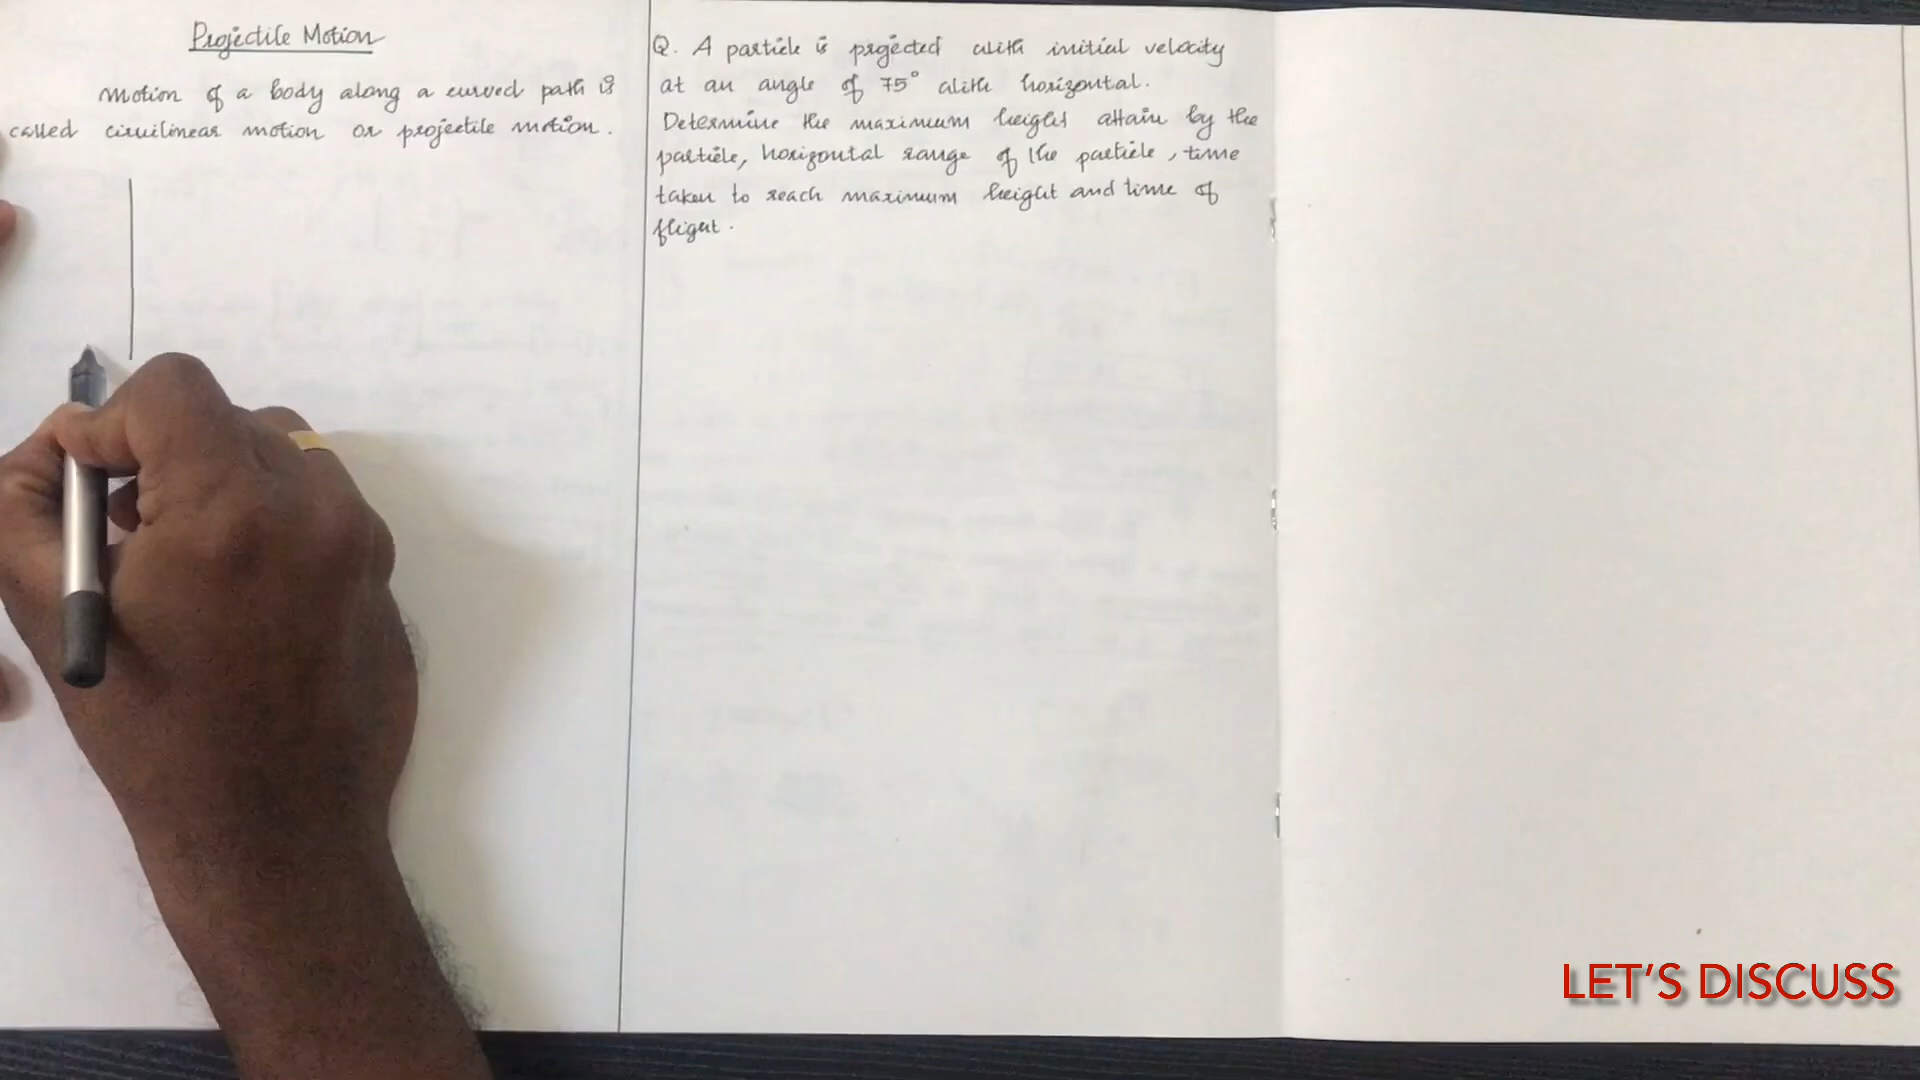 Projectile Motion
Motion of a body along a curved path is
called circuilinear motion or projectile motion.
Q. A particle is projected with initial velocity
at an angle of 75° with horizontal.
Determine the maximum height attain by the
particle, horizontal range of the particle, time
taken to reach maximum height and time of
flight.
LET'S DISCUSS